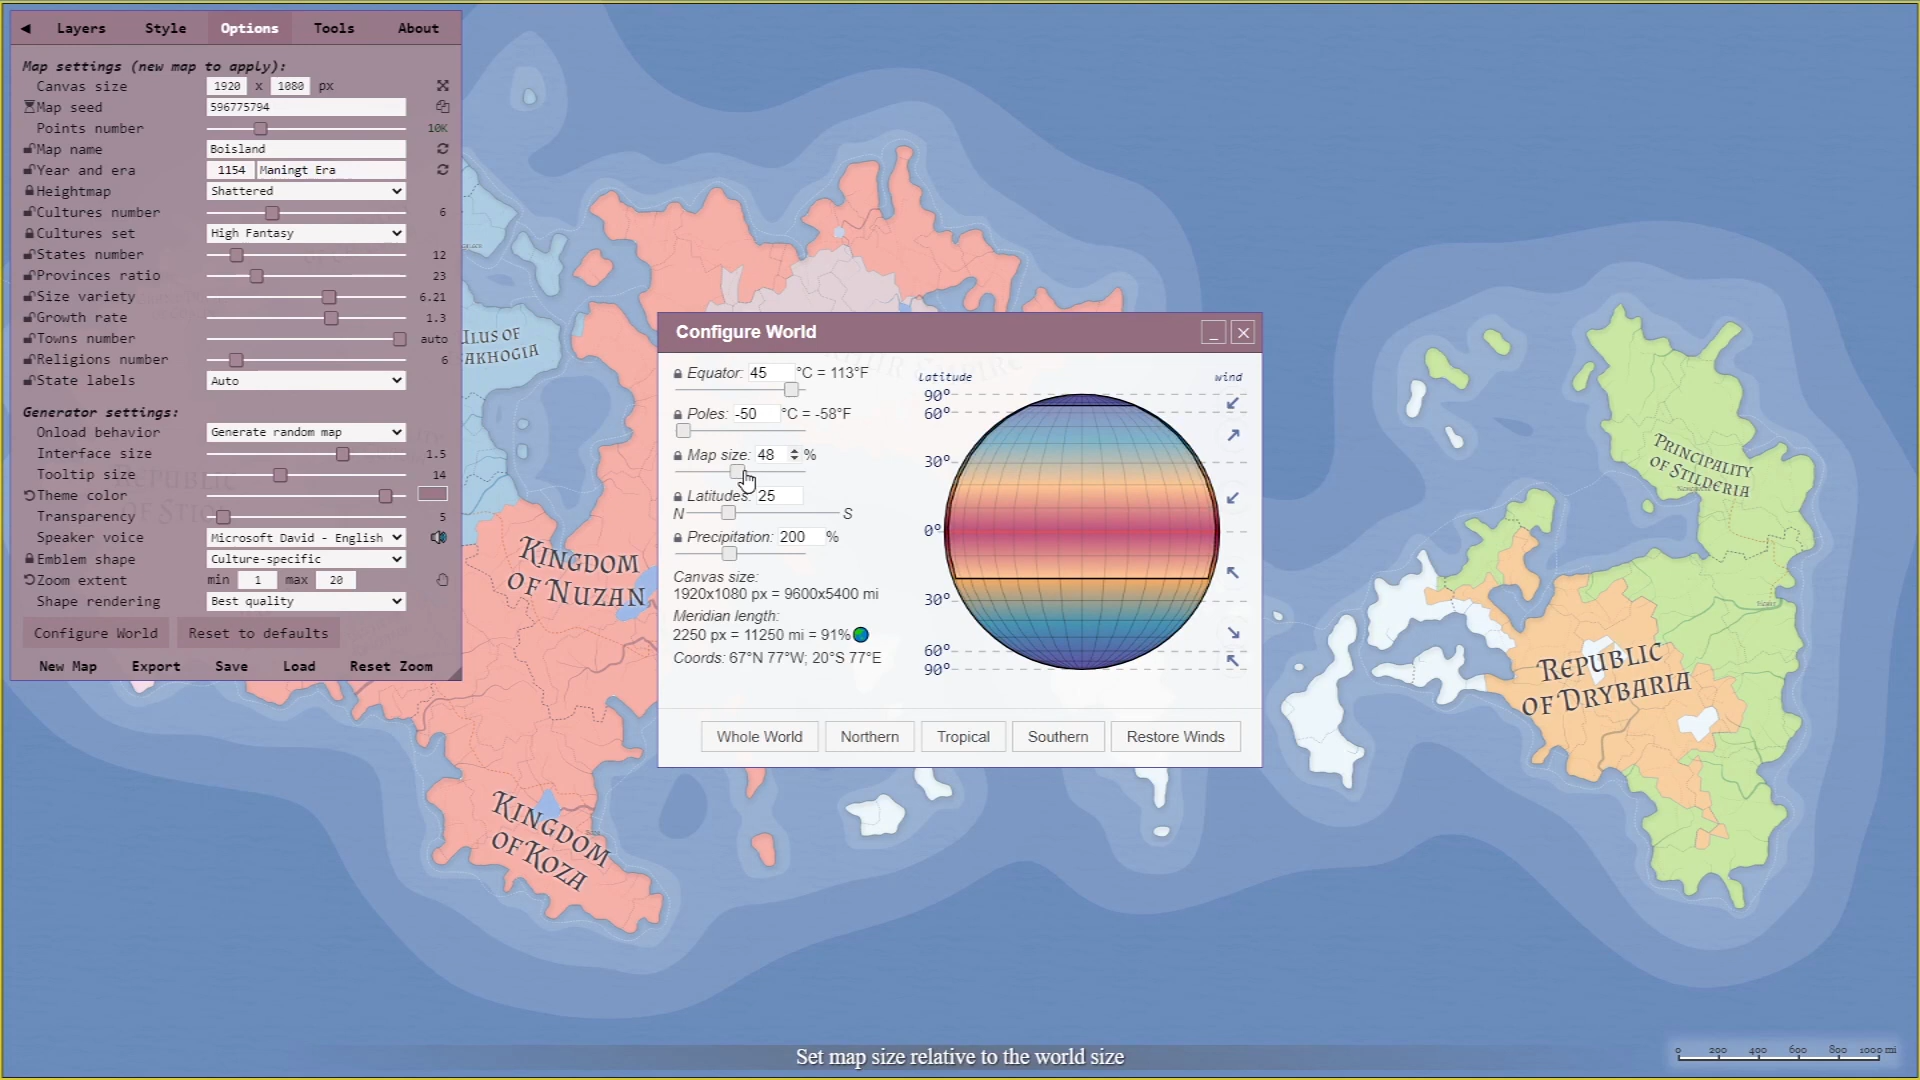 ◀ Layers Style Options Tools About
Map settings (new map to apply):
Canvas size 1920 x 1080 px
Map seed 596775794
Points number 10K
Map name Boisland
Year and era 1154 Maningt Era
Heightmap Shattered
Cultures number 6
Cultures set High Fantasy
States number 12
Provinces ratio 23
Size variety 6.21
Growth rate 1.3
Towns number auto
Religions number 6
State labels Auto
Generator settings:
Onload behavior Generate random map
Interface size 1.5
Tooltip size 14
Theme color
Transparency 5
Speaker voice Microsoft David - English
Emblem shape Culture-specific
Zoom extent min 1 max 20
Shape rendering Best quality
Configure World Reset to defaults
New Map Export Save Load Reset Zoom
Configure World
Equator: 45 °C = 113°F
Poles: -50 °C = -58°F
Map size: 48 %
Latitudes: 25
N S
Precipitation: 200 %
Canvas size:
1920x1080 px = 9600x5400 mi
Meridian length:
2250 px = 11250 mi = 91%
Coords: 67°N 77°W; 20°S 77°E
latitude wind
90°
60°
30°
0°
30°
60°
90°
Whole World Northern Tropical Southern Restore Winds
KINGDOM
OF NUZAN
KINGDOM
OF KOZA
PRINCIPALITY
OF STILDERIA
REPUBLIC
OF DRYBARIA
Set map size relative to the world size
0 200 400 600 800 1000 mi